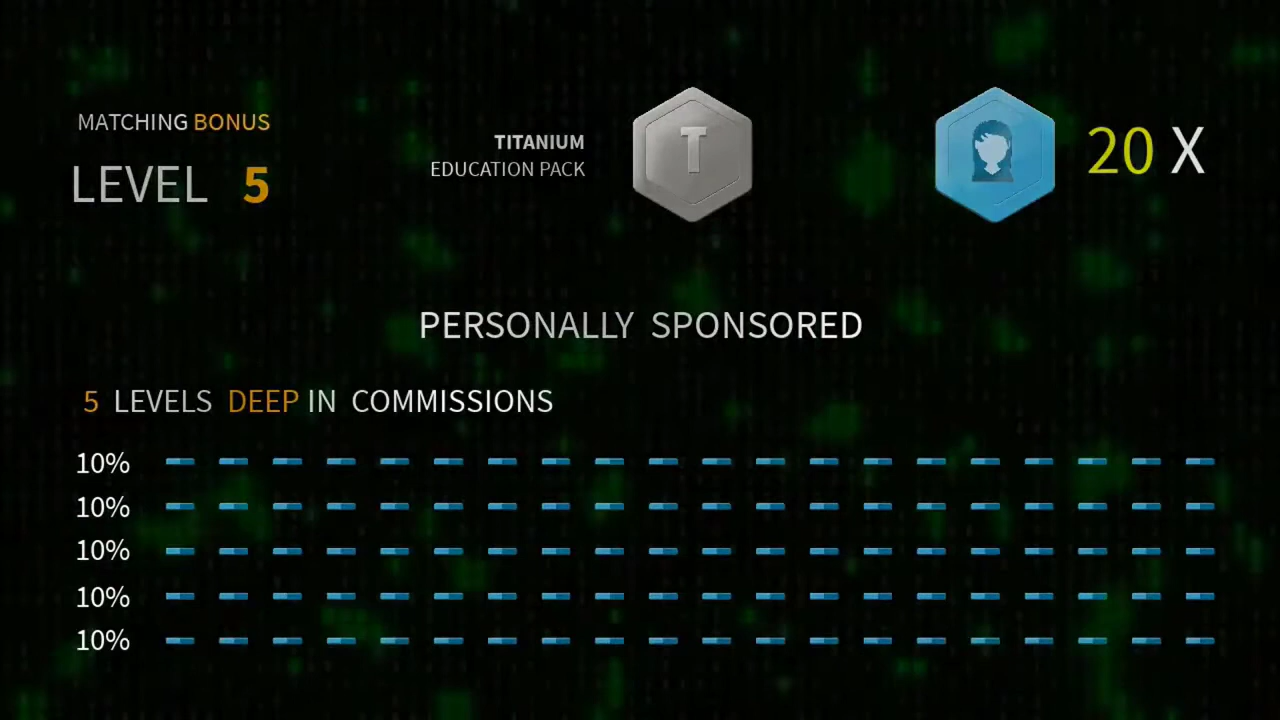 MATCHING BONUS
LEVEL 5
TITANIUM
EDUCATION PACK
T
20 X
PERSONALLY SPONSORED
5 LEVELS DEEP IN COMMISSIONS
10%
10%
10%
10%
10%